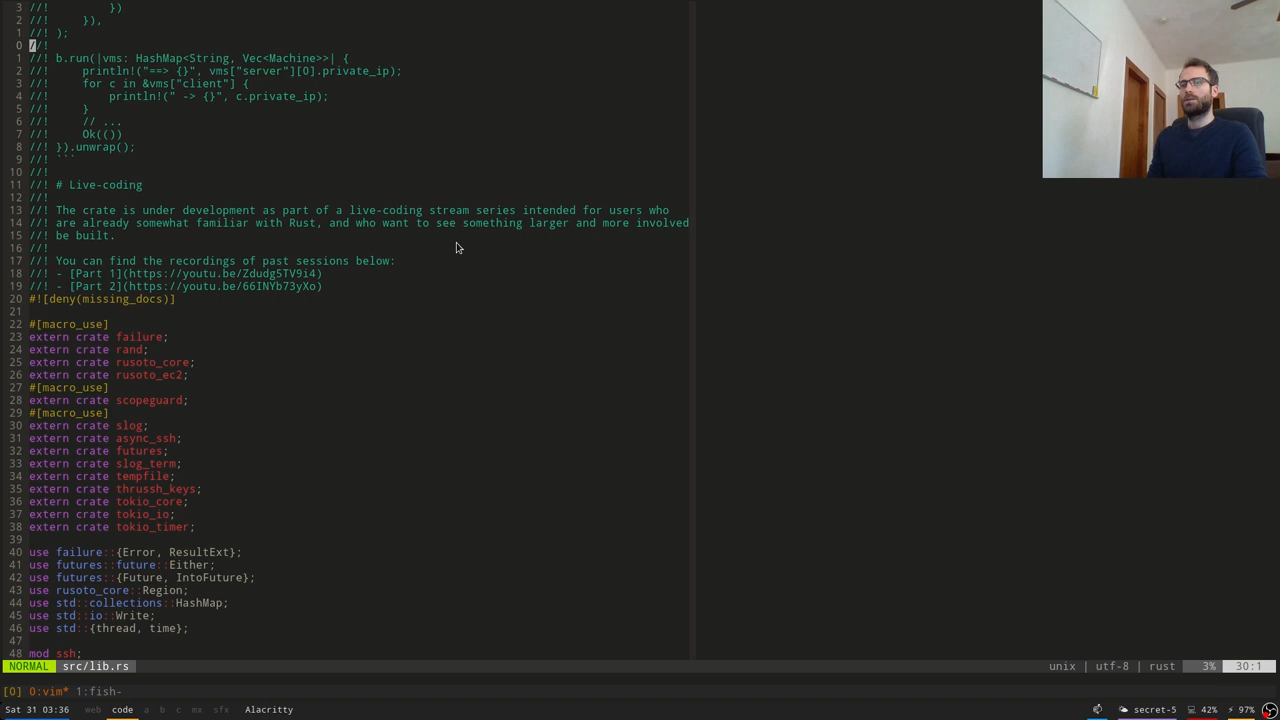 3 //!         })
2 //!     }),
1 //! );
0 //!
1 //! b.run(|vms: HashMap<String, Vec<Machine>>| {
2 //!     println!("==> {}", vms["server"][0].private_ip);
3 //!     for c in &vms["client"] {
4 //!         println!(" -> {}", c.private_ip);
5 //!     }
6 //!     // ...
7 //!     Ok(())
8 //! }).unwrap();
9 //! ```
10 //!
11 //! # Live-coding
12 //!
13 //! The crate is under development as part of a live-coding stream series intended for users who
14 //! are already somewhat familiar with Rust, and who want to see something larger and more involved
15 //! be built.
16 //!
17 //! You can find the recordings of past sessions below:
18 //! - [Part 1](https://youtu.be/Zdudg5TV9i4)
19 //! - [Part 2](https://youtu.be/66INYb73yXo)
20 #![deny(missing_docs)]
21
22 #[macro_use]
23 extern crate failure;
24 extern crate rand;
25 extern crate rusoto_core;
26 extern crate rusoto_ec2;
27 #[macro_use]
28 extern crate scopeguard;
29 #[macro_use]
30 extern crate slog;
31 extern crate async_ssh;
32 extern crate futures;
33 extern crate slog_term;
34 extern crate tempfile;
35 extern crate thrussh_keys;
36 extern crate tokio_core;
37 extern crate tokio_io;
38 extern crate tokio_timer;
39
40 use failure::{Error, ResultExt};
41 use futures::future::Either;
42 use futures::{Future, IntoFuture};
43 use rusoto_core::Region;
44 use std::collections::HashMap;
45 use std::io::Write;
46 use std::{thread, time};
47
48 mod ssh;
NORMAL src/lib.rs unix | utf-8 | rust 3% 30:1
[0] 0:vim* 1:fish-
Sat 31 03:36 web code a b c mx sfx Alacritty secret-5 42% 97%